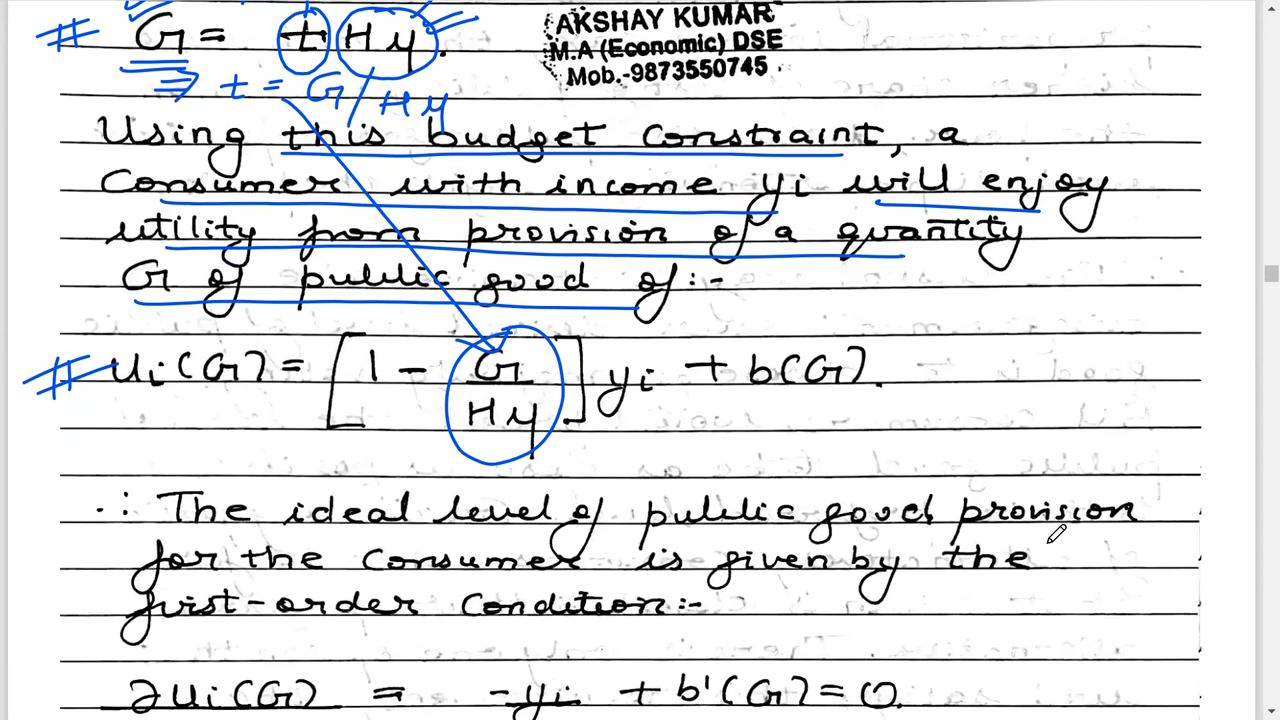 # G = t Hy.
AKSHAY KUMAR
M.A (Economic) DSE
Mob.-9873550745
⇒ t = G/Hy
Using this budget constraint, a
Consumer with income yi will enjoy
utility from provision of a quantity
G of public good of:-
# Ui(G) = [1 - G/Hy] yi + b(G).
∴ The ideal level of public good provision
for the consumer is given by the
first-order condition:-
∂Ui(G) = -yi + b'(G) = 0.